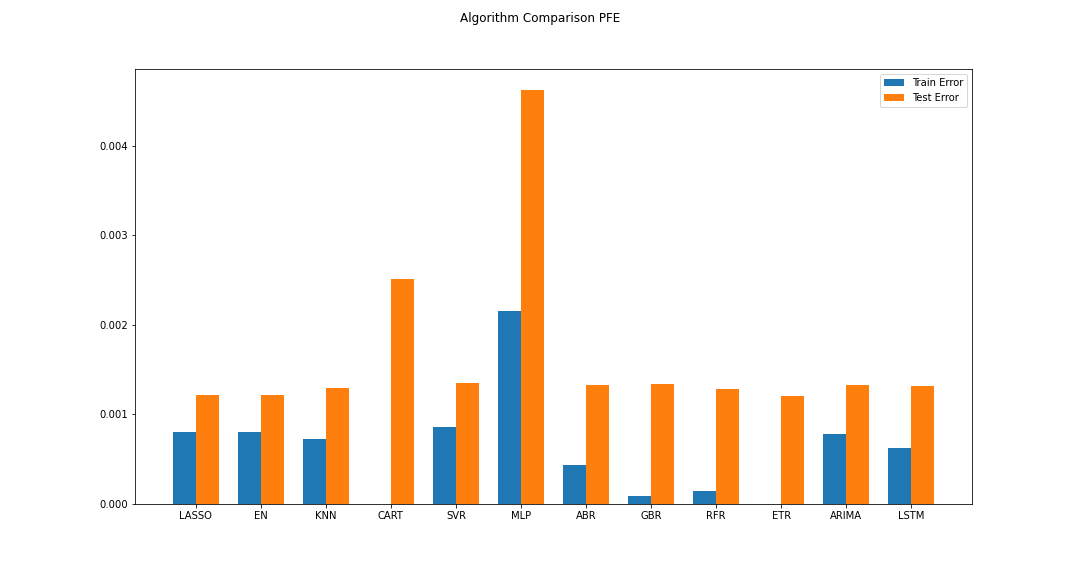 Algorithm Comparison PFE
Train Error
Test Error
0.004
0.003
0.002
0.001
0.000
LASSO EN KNN CART SVR MLP ABR GBR RFR ETR ARIMA LSTM